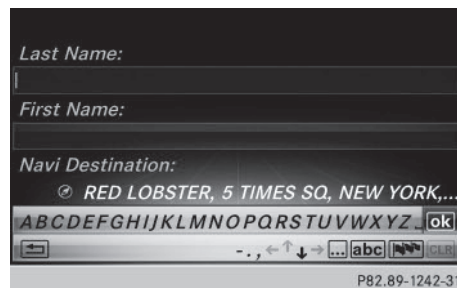 Last Name:
First Name:
Navi Destination:
RED LOBSTER, 5 TIMES SQ, NEW YORK,...
ABCDEFGHIJKLMNOPQRSTUVWXYZ_ ok
- . , ←↑↓→ ... abc CLR
P82.89-1242-31